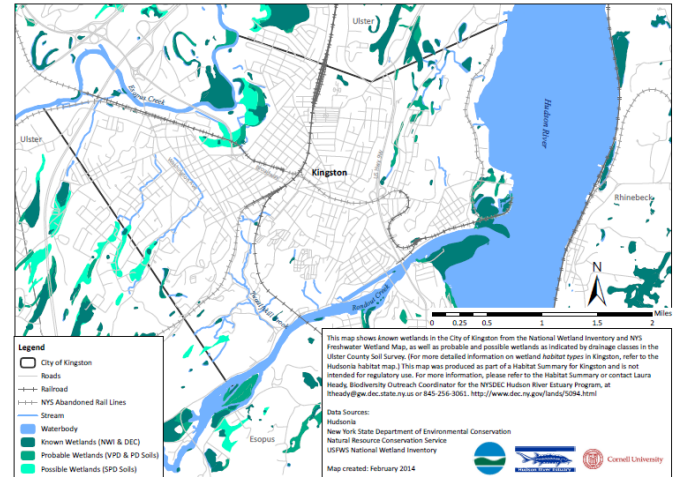 Ulster
Esopus Creek
Ulster
Kingston
Hudson River
Rhinebeck
N
Rondout Creek
Twaalfskill Brook
Esopus
0 0.25 0.5 1 1.5 2
Miles
Legend
City of Kingston
Roads
Railroad
NYS Abandoned Rail Lines
Stream
Waterbody
Known Wetlands (NWI & DEC)
Probable Wetlands (VPD & PD Soils)
Possible Wetlands (SPD Soils)
This map shows known wetlands in the City of Kingston from the National Wetland Inventory and NYS
Freshwater Wetland Map, as well as probable and possible wetlands as indicated by drainage classes in the
Ulster County Soil Survey. (For more detailed information on wetland habitat types in Kingston, refer to the
Hudsonia habitat map.) This map was produced as part of a Habitat Summary for Kingston and is not
intended for regulatory use. For more information, please refer to the Habitat Summary or contact Laura
Heady, Biodiversity Outreach Coordinator for the NYSDEC Hudson River Estuary Program, at
ltheady@gw.dec.state.ny.us or 845-256-3061. http://www.dec.ny.gov/lands/5094.html
Data Sources:
Hudsonia
New York State Department of Environmental Conservation
Natural Resource Conservation Service
USFWS National Wetland Inventory
Map created: February 2014
Hudson River Estuary
Cornell University